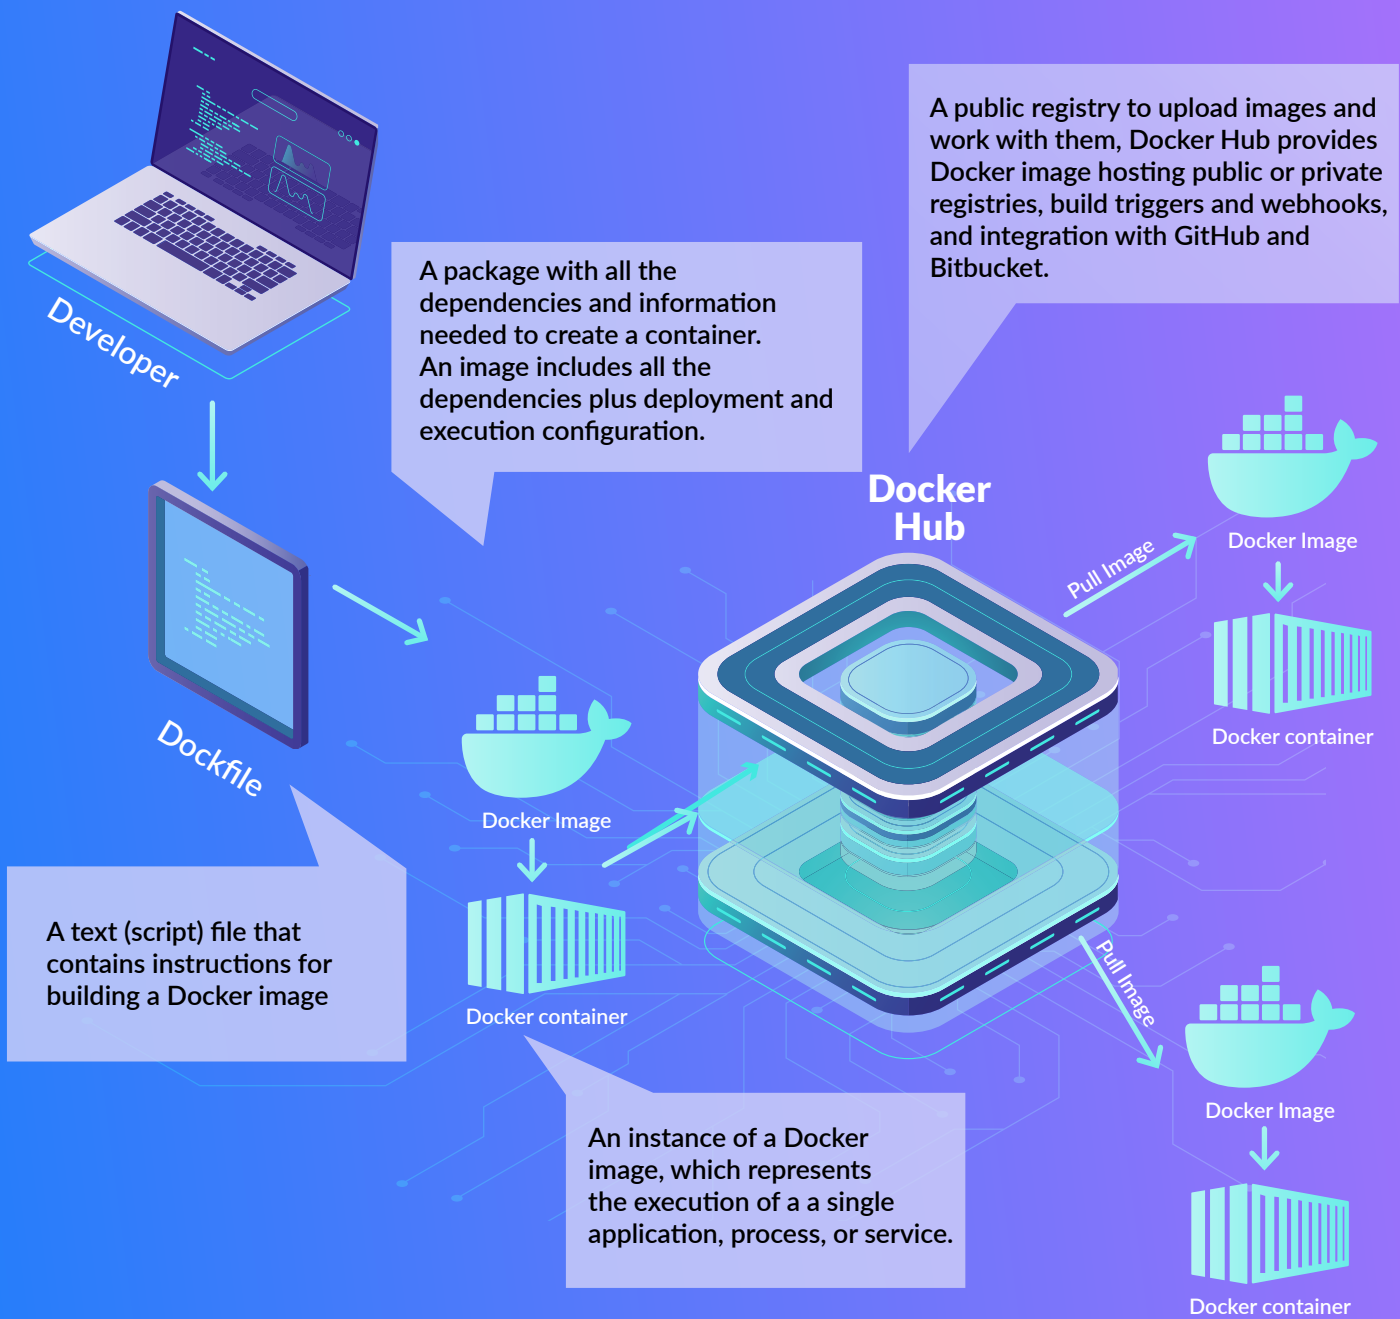 Developer
A package with all the
dependencies and information
needed to create a container.
An image includes all the
dependencies plus deployment and
execution configuration.
A public registry to upload images and
work with them, Docker Hub provides
Docker image hosting public or private
registries, build triggers and webhooks,
and integration with GitHub and
Bitbucket.
Docker
Hub
Pull Image
Docker Image
Docker container
Dockfile
Docker Image
Docker container
A text (script) file that
contains instructions for
building a Docker image
An instance of a Docker
image, which represents
the execution of a a single
application, process, or service.
Pull Image
Docker Image
Docker container